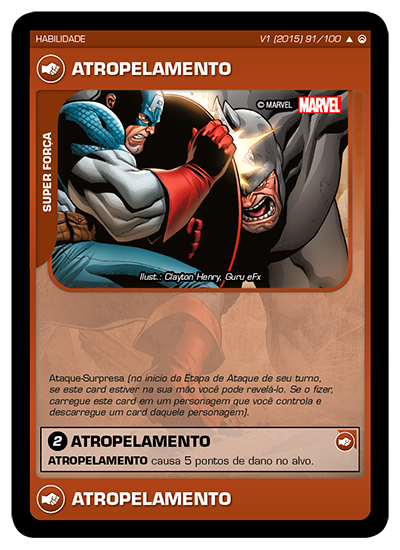 HABILIDADE
V1 (2015) 91/100 ▲
ATROPELAMENTO
© MARVEL MARVEL
SUPER FORÇA
Ilust.: Clayton Henry, Guru eFx
Ataque-Surpresa (no início da Etapa de Ataque de seu turno,
se este card estiver na sua mão você pode revelá-lo. Se o fizer,
carregue este card em um personagem que você controla e
descarregue um card daquele personagem).
2 ATROPELAMENTO
ATROPELAMENTO causa 5 pontos de dano no alvo.
ATROPELAMENTO